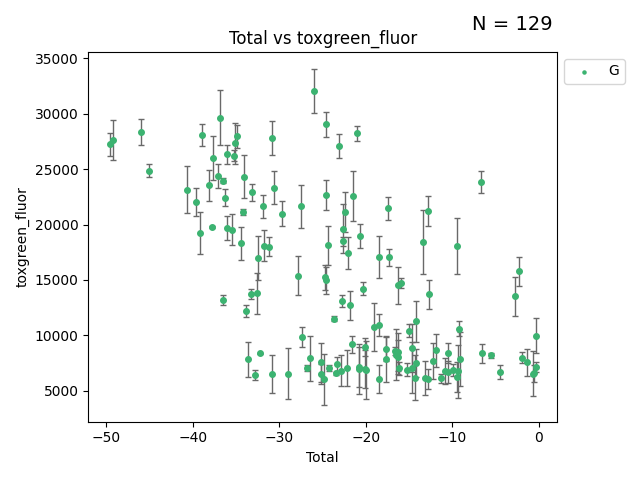 N = 129
Total vs toxgreen_fluor
G
toxgreen_fluor
35000
30000
25000
20000
15000
10000
5000
−50 −40 −30 −20 −10 0
Total